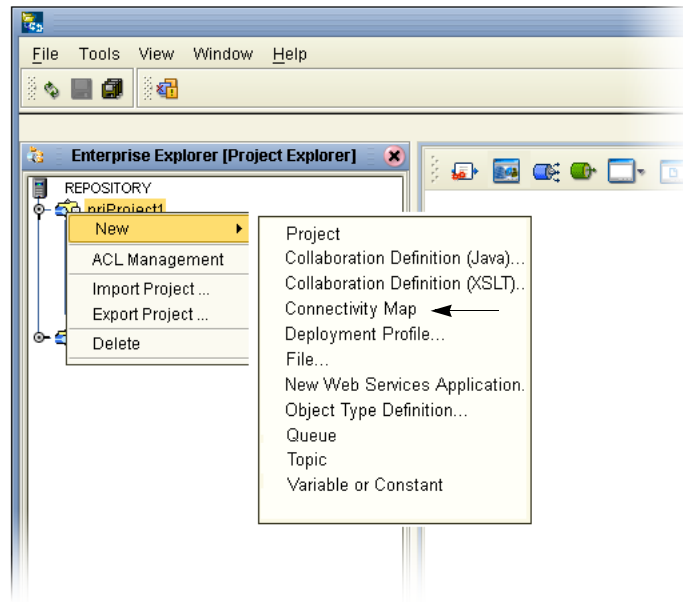 File Tools View Window Help
Enterprise Explorer [Project Explorer]
REPOSITORY
priProject1
New
ACL Management
Import Project ...
Export Project ...
Delete
Project
Collaboration Definition (Java)...
Collaboration Definition (XSLT)..
Connectivity Map
Deployment Profile...
File...
New Web Services Application.
Object Type Definition...
Queue
Topic
Variable or Constant